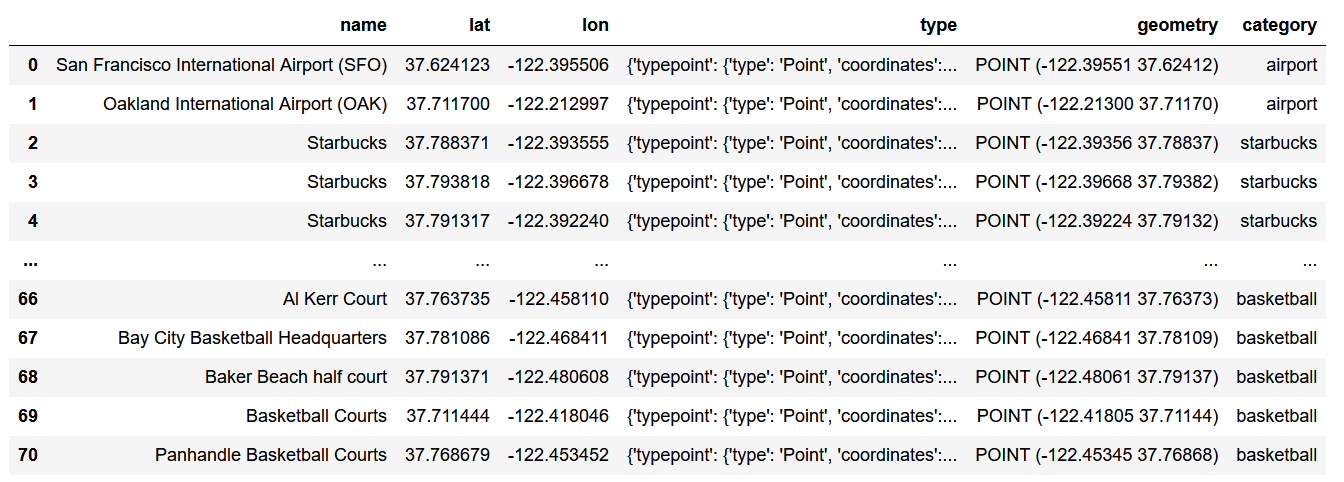 name lat lon type geometry category
0 San Francisco International Airport (SFO) 37.624123 -122.395506 {'typepoint': {'type': 'Point', 'coordinates':... POINT (-122.39551 37.62412) airport
1 Oakland International Airport (OAK) 37.711700 -122.212997 {'typepoint': {'type': 'Point', 'coordinates':... POINT (-122.21300 37.71170) airport
2 Starbucks 37.788371 -122.393555 {'typepoint': {'type': 'Point', 'coordinates':... POINT (-122.39356 37.78837) starbucks
3 Starbucks 37.793818 -122.396678 {'typepoint': {'type': 'Point', 'coordinates':... POINT (-122.39668 37.79382) starbucks
4 Starbucks 37.791317 -122.392240 {'typepoint': {'type': 'Point', 'coordinates':... POINT (-122.39224 37.79132) starbucks
... ... ... ... ... ... ...
66 Al Kerr Court 37.763735 -122.458110 {'typepoint': {'type': 'Point', 'coordinates':... POINT (-122.45811 37.76373) basketball
67 Bay City Basketball Headquarters 37.781086 -122.468411 {'typepoint': {'type': 'Point', 'coordinates':... POINT (-122.46841 37.78109) basketball
68 Baker Beach half court 37.791371 -122.480608 {'typepoint': {'type': 'Point', 'coordinates':... POINT (-122.48061 37.79137) basketball
69 Basketball Courts 37.711444 -122.418046 {'typepoint': {'type': 'Point', 'coordinates':... POINT (-122.41805 37.71144) basketball
70 Panhandle Basketball Courts 37.768679 -122.453452 {'typepoint': {'type': 'Point', 'coordinates':... POINT (-122.45345 37.76868) basketball